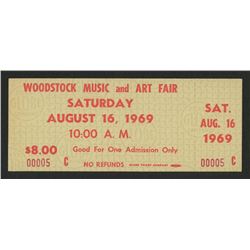 WOODSTOCK MUSIC and ART FAIR
SATURDAY
AUGUST 16, 1969
10:00 A. M.
$8.00 Good For One Admission Only
00005 C NO REFUNDS
SAT.
AUG. 16
1969
00005 C